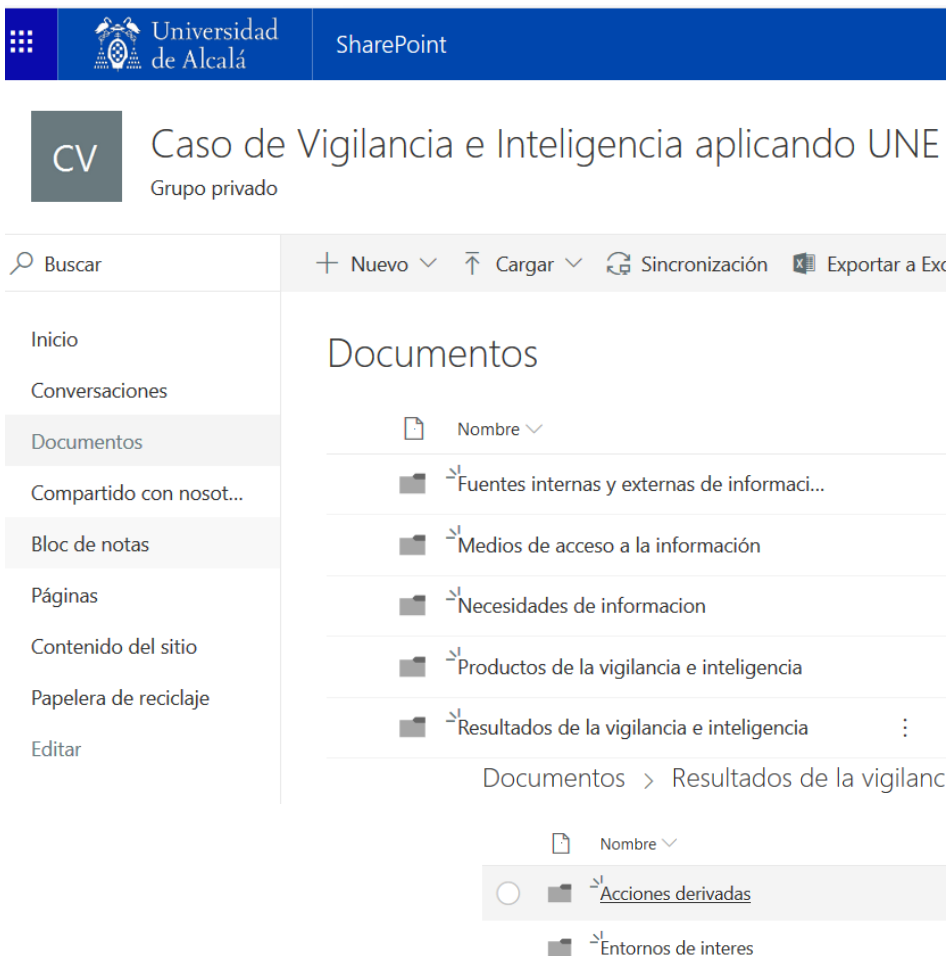 Universidad
de Alcalá
SharePoint
CV
Caso de Vigilancia e Inteligencia aplicando UNE
Grupo privado
Buscar
Nuevo
Cargar
Sincronización
Exportar a Exc
Inicio
Conversaciones
Documentos
Compartido con nosot...
Bloc de notas
Páginas
Contenido del sitio
Papelera de reciclaje
Editar
Documentos
Nombre
Fuentes internas y externas de informaci...
Medios de acceso a la información
Necesidades de informacion
Productos de la vigilancia e inteligencia
Resultados de la vigilancia e inteligencia
Documentos > Resultados de la vigilanc
Nombre
Acciones derivadas
Entornos de interes